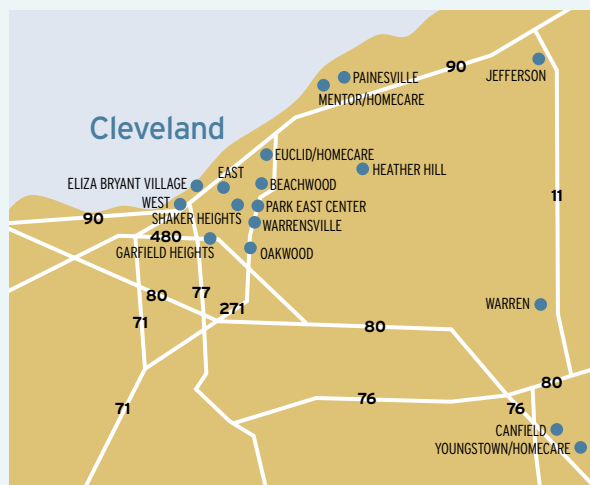 90
PAINESVILLE
JEFFERSON
MENTOR/HOMECARE
Cleveland
EUCLID/HOMECARE
HEATHER HILL
EAST
ELIZA BRYANT VILLAGE
BEACHWOOD
11
WEST
PARK EAST CENTER
90
SHAKER HEIGHTS
WARRENSVILLE
480
GARFIELD HEIGHTS
OAKWOOD
80
77
271
WARREN
71
80
80
76
71
76
CANFIELD
YOUNGSTOWN/HOMECARE